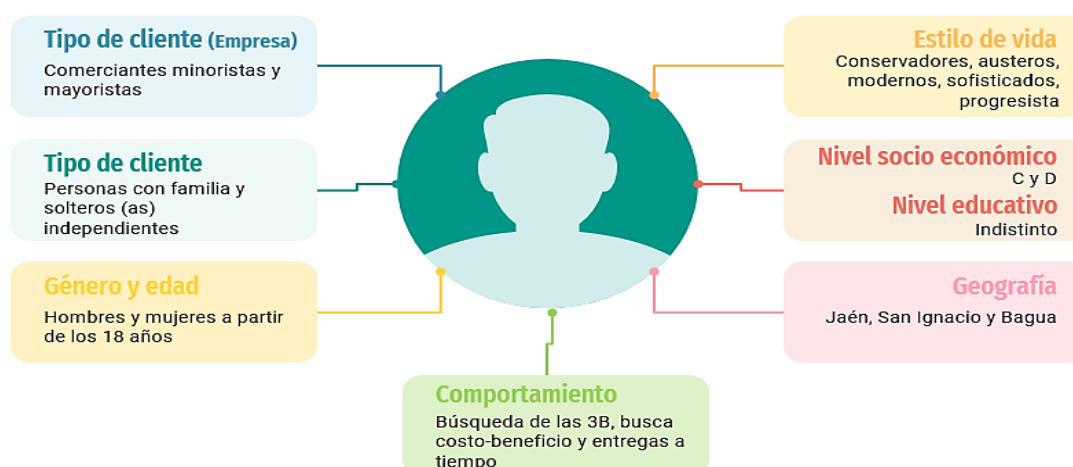 Tipo de cliente (Empresa)
Comerciantes minoristas y
mayoristas
Tipo de cliente
Personas con familia y
solteros (as)
independientes
Género y edad
Hombres y mujeres a partir
de los 18 años
Comportamiento
Búsqueda de las 3B, busca
costo-beneficio y entregas a
tiempo
Estilo de vida
Conservadores, austeros,
modernos, sofisticados,
progresista
Nivel socio económico
C y D
Nivel educativo
Indistinto
Geografía
Jaén, San Ignacio y Bagua